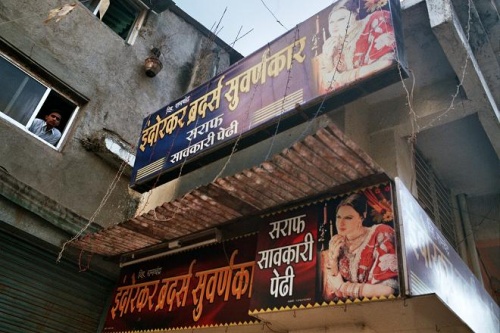 इंदोरकर ब्रदर्स सुवर्णकार
सराफ
सावकारी पेढी
इंदोरकर ब्रदर्स सुवर्णका
सराफ
सावकारी
पेढी